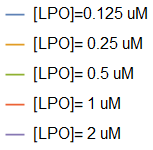 [LPO]=0.125 uM
[LPO]= 0.25 uM
[LPO]= 0.5 uM
[LPO]= 1 uM
[LPO]= 2 uM